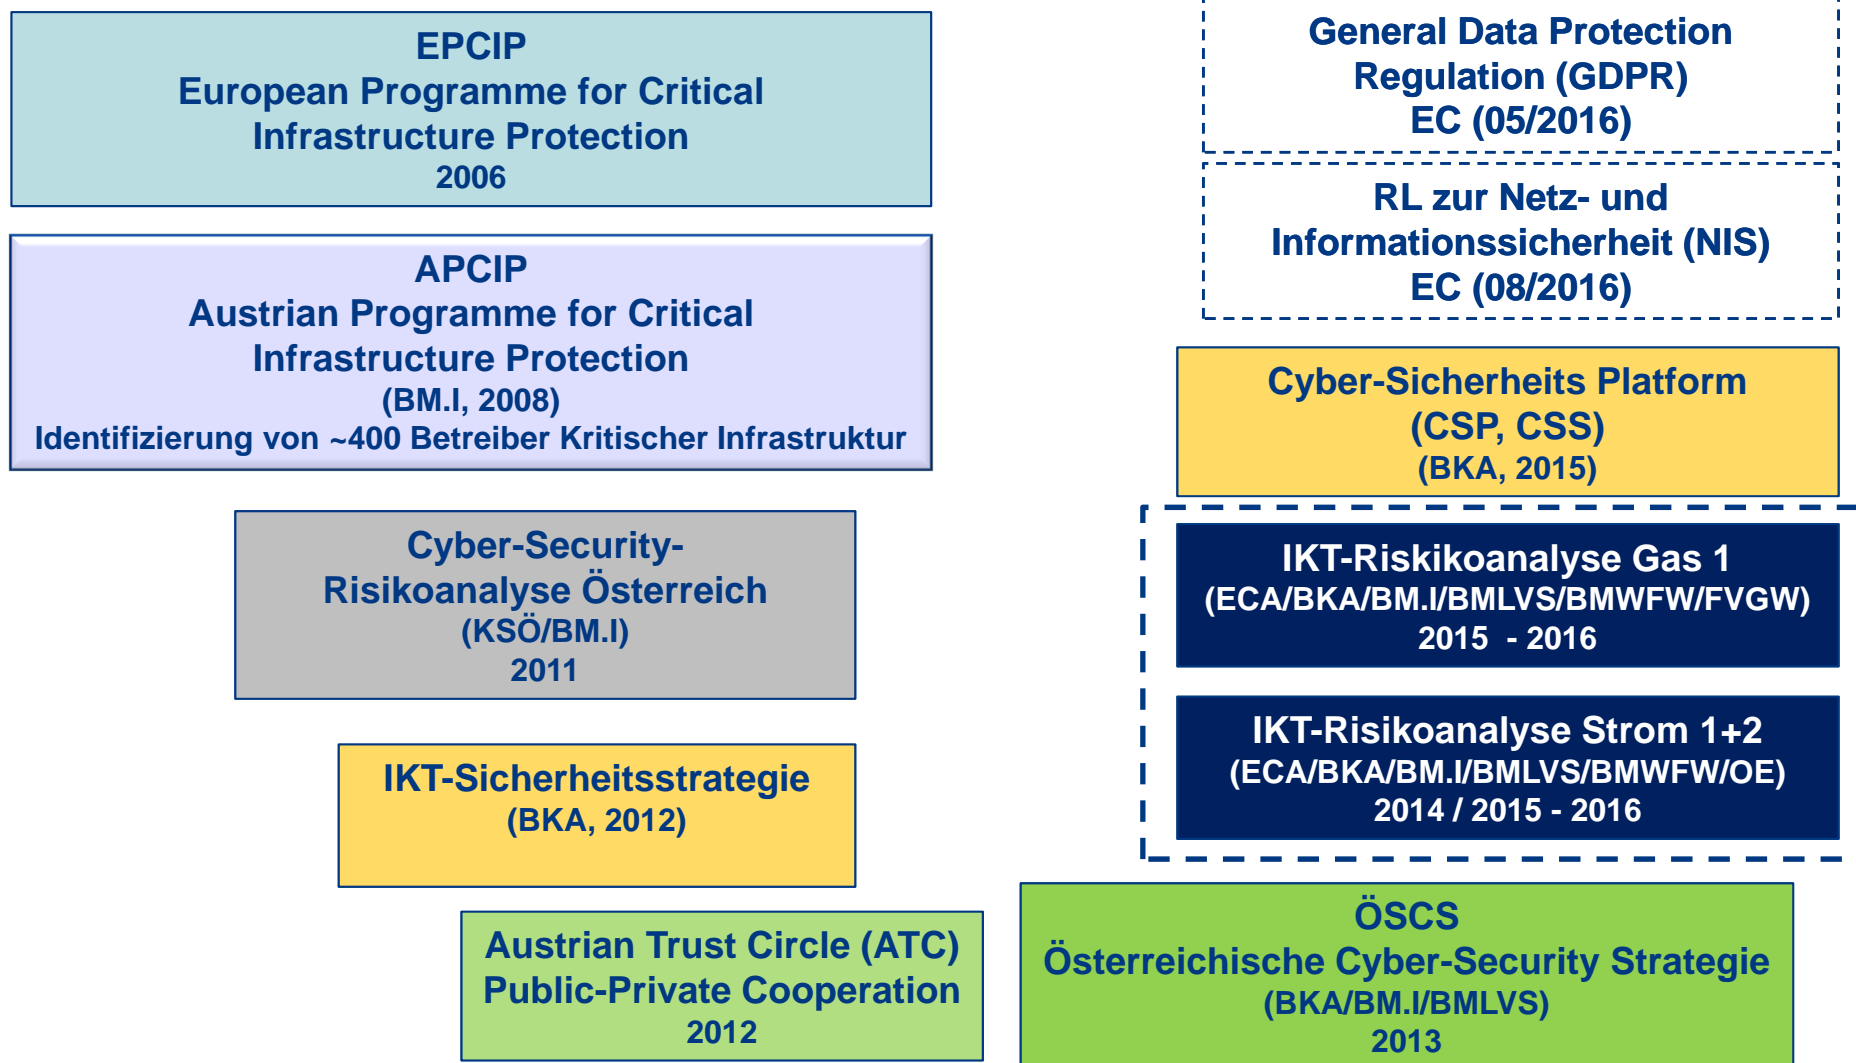 EPCIP
European Programme for Critical
Infrastructure Protection
2006
APCIP
Austrian Programme for Critical
Infrastructure Protection
(BM.I, 2008)
Identifizierung von ~400 Betreiber Kritischer Infrastruktur
Cyber-Security-
Risikoanalyse Österreich
(KSÖ/BM.I)
2011
IKT-Sicherheitsstrategie
(BKA, 2012)
Austrian Trust Circle (ATC)
Public-Private Cooperation
2012
General Data Protection
Regulation (GDPR)
EC (05/2016)
RL zur Netz- und
Informationssicherheit (NIS)
EC (08/2016)
Cyber-Sicherheits Platform
(CSP, CSS)
(BKA, 2015)
IKT-Riskikoanalyse Gas 1
(ECA/BKA/BM.I/BMLVS/BMWFW/FVGW)
2015 - 2016
IKT-Risikoanalyse Strom 1+2
(ECA/BKA/BM.I/BMLVS/BMWFW/OE)
2014 / 2015 - 2016
ÖSCS
Österreichische Cyber-Security Strategie
(BKA/BM.I/BMLVS)
2013